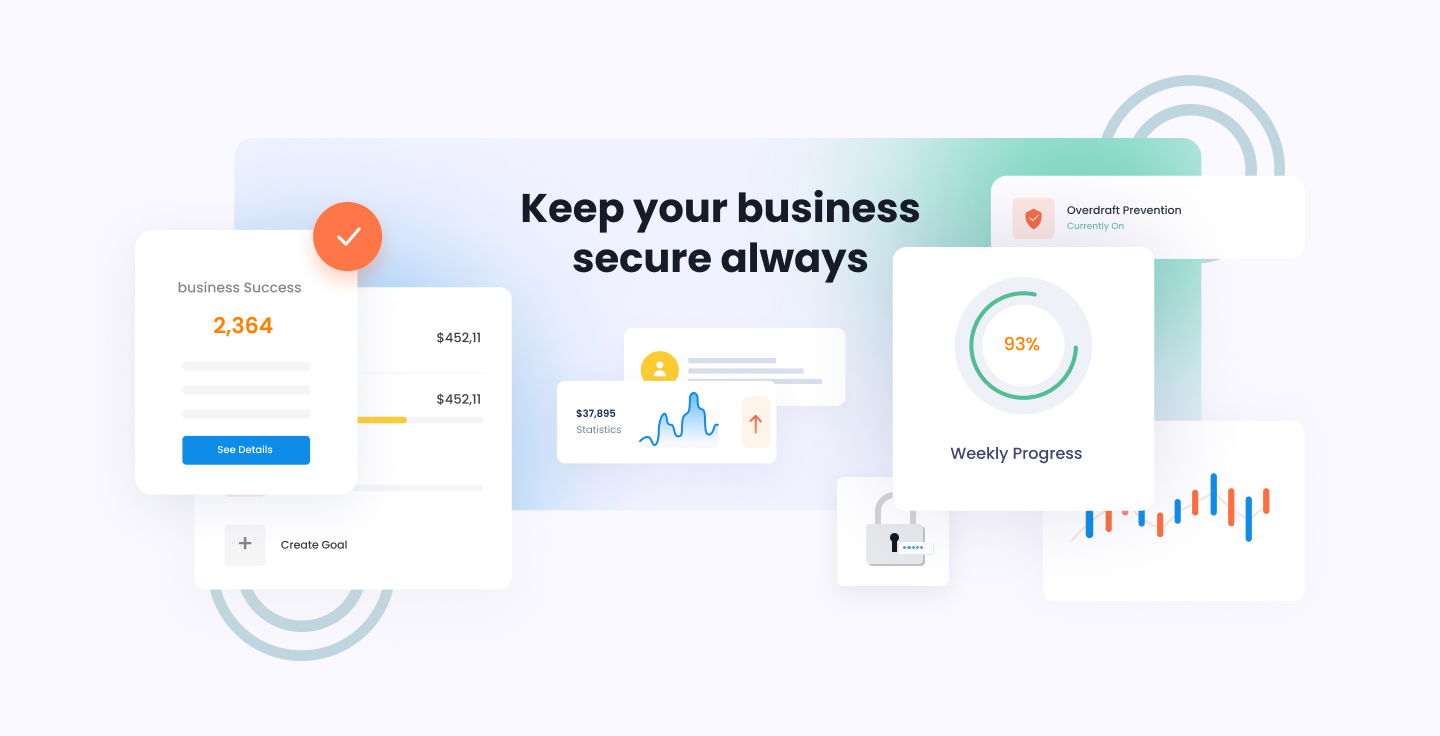 Keep your business
secure always
business Success
2,364
See Details
$452,11
$452,11
Create Goal
$37,895
Statistics
Overdraft Prevention
Currently On
93%
Weekly Progress